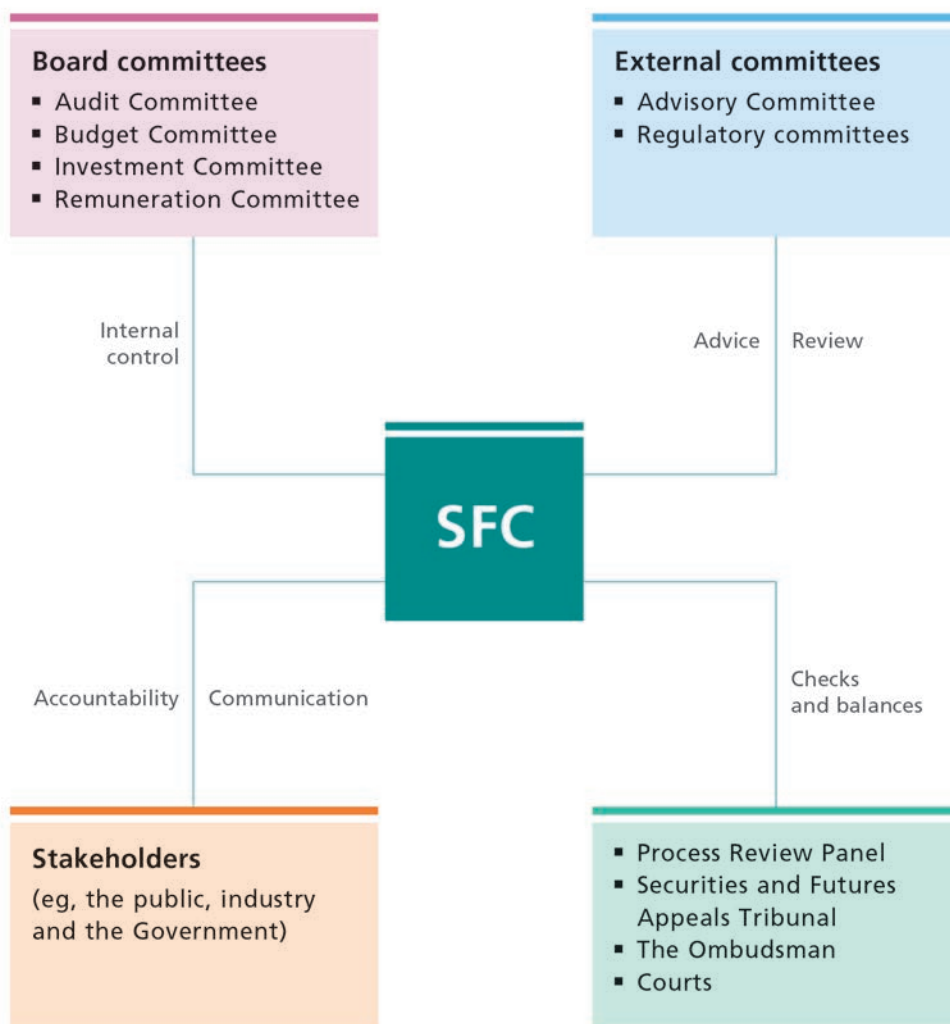 Board committees
▪ Audit Committee
▪ Budget Committee
▪ Investment Committee
▪ Remuneration Committee
External committees
▪ Advisory Committee
▪ Regulatory committees
Internal
control
Advice
Review
SFC
Accountability
Communication
Checks
and balances
Stakeholders
(eg, the public, industry
and the Government)
▪ Process Review Panel
▪ Securities and Futures
Appeals Tribunal
▪ The Ombudsman
▪ Courts